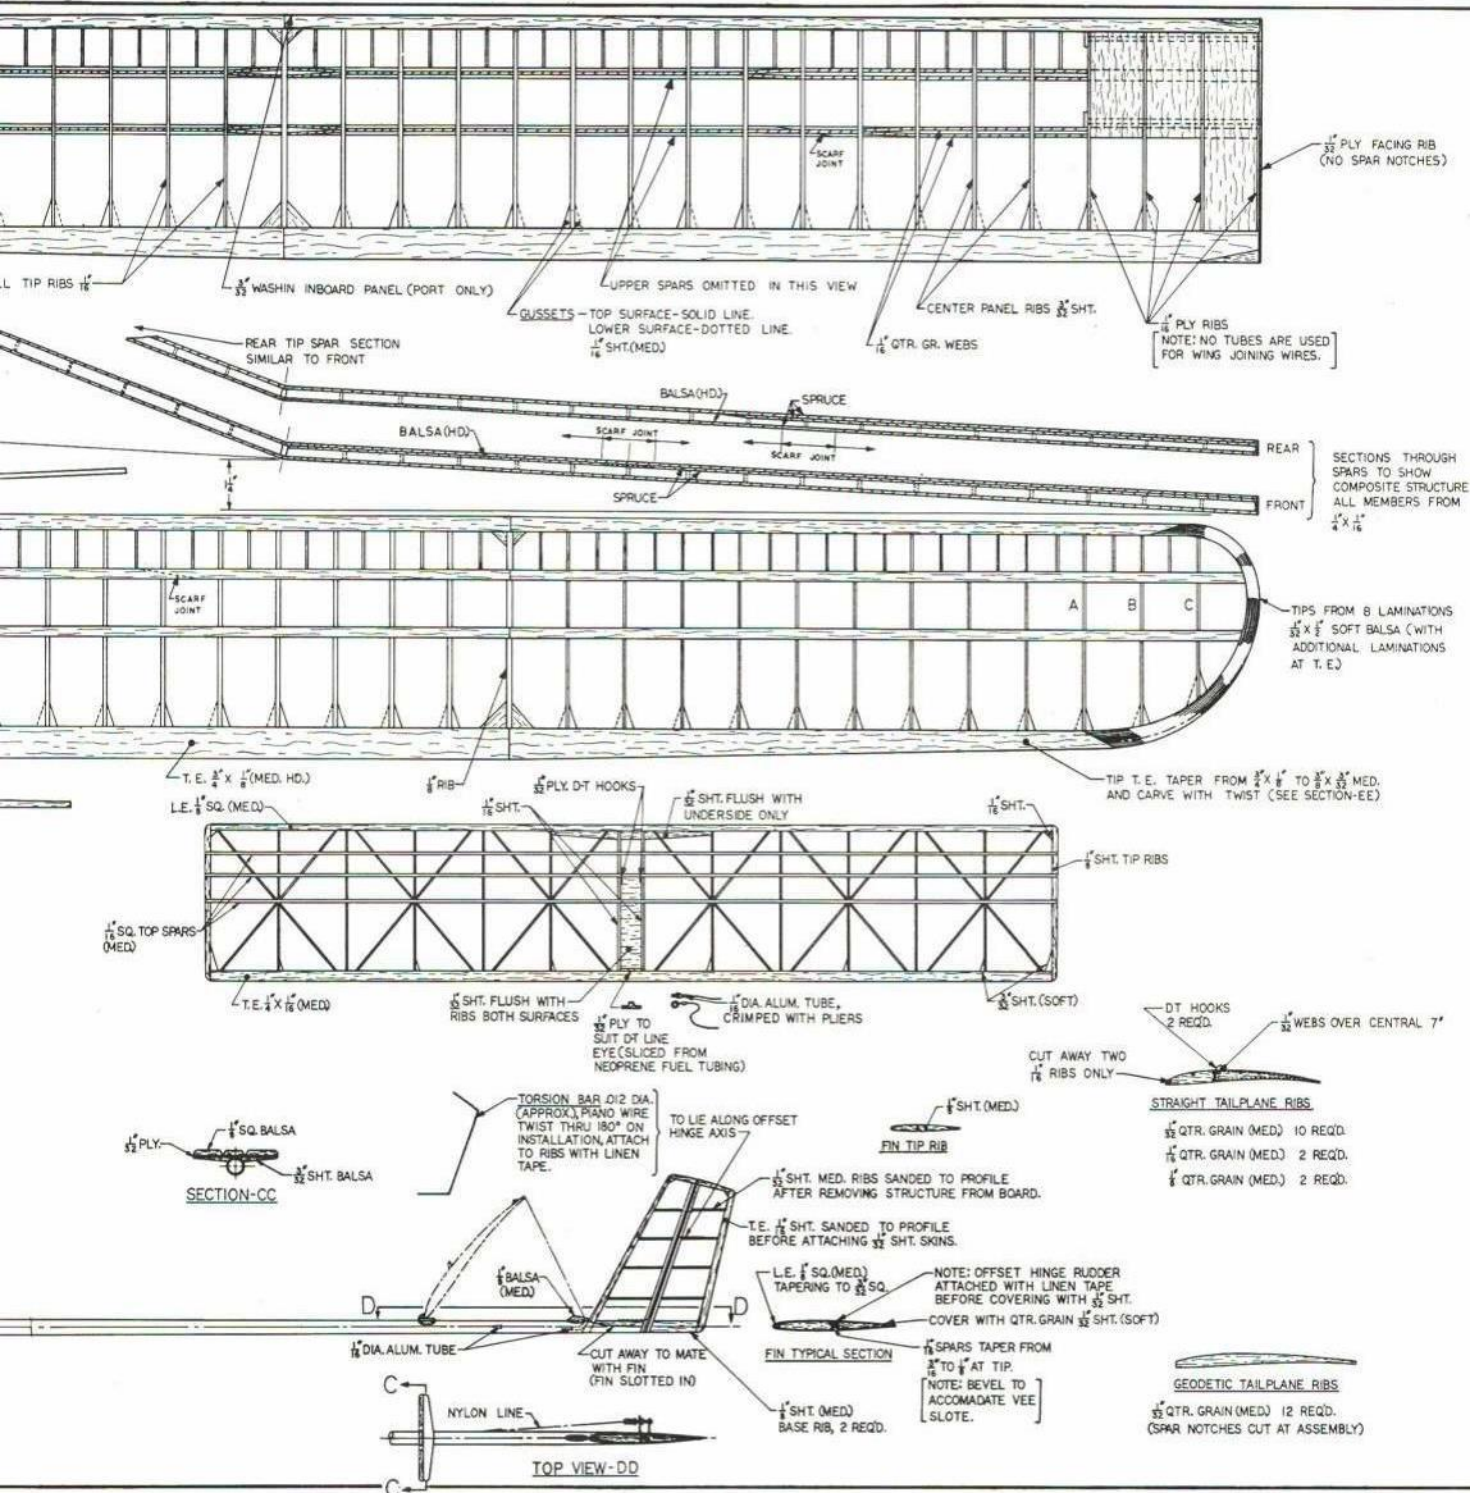 1/32" PLY FACING RIB
(NO SPAR NOTCHES)
SCARF
JOINT
TIP RIBS 1/16"
3/32" WASHIN INBOARD PANEL (PORT ONLY)
UPPER SPARS OMITTED IN THIS VIEW
GUSSETS - TOP SURFACE-SOLID LINE.
LOWER SURFACE-DOTTED LINE.
1/16" SHT.(MED.)
CENTER PANEL RIBS 3/32" SHT.
1/16" QTR. GR. WEBS
1/16" PLY RIBS
[NOTE: NO TUBES ARE USED
FOR WING JOINING WIRES.]
REAR TIP SPAR SECTION
SIMILAR TO FRONT
BALSA(HD.)
SPRUCE
BALSA(HD.)
SCARF JOINT
SCARF JOINT
SPRUCE
REAR
FRONT
SECTIONS THROUGH
SPARS TO SHOW
COMPOSITE STRUCTURE
ALL MEMBERS FROM
1/4" X 1/16"
SCARF
JOINT
A B C
TIPS FROM 8 LAMINATIONS
1/32" X 1/2" SOFT BALSA (WITH
ADDITIONAL LAMINATIONS
AT T.E.)
T.E. 3/4" X 1/8" (MED. HD.)
1/8" RIB
TIP T.E. TAPER FROM 3/4" X 1/8" TO 3/8" X 3/32" MED.
AND CARVE WITH TWIST (SEE SECTION-EE)
L.E. 1/8" SQ. (MED.)
1/16" SHT.
1/32" PLY. D-T HOOKS
1/32" SHT. FLUSH WITH
UNDERSIDE ONLY
1/16" SHT.
1/8" SHT. TIP RIBS
1/16" SQ. TOP SPARS
(MED.)
T.E. 1/4" X 1/16" (MED.)
1/32" SHT. FLUSH WITH
RIBS BOTH SURFACES
1/32" PLY TO
SUIT DT LINE
EYE (SLICED FROM
NEOPRENE FUEL TUBING)
1/16" DIA. ALUM. TUBE,
CRIMPED WITH PLIERS
3/32" SHT. (SOFT)
DT HOOKS
2 REQ'D.
1/32" WEBS OVER CENTRAL 7"
CUT AWAY TWO
1/16" RIBS ONLY
STRAIGHT TAILPLANE RIBS
1/32" QTR. GRAIN (MED.) 10 REQ'D.
1/16" QTR. GRAIN (MED.) 2 REQ'D.
1/8" QTR. GRAIN (MED.) 2 REQ'D.
TORSION BAR .012 DIA.
(APPROX.), PIANO WIRE
TWIST THRU 180° ON
INSTALLATION, ATTACH
TO RIBS WITH LINEN
TAPE.
TO LIE ALONG OFFSET
HINGE AXIS
1/8" SHT. (MED.)
FIN TIP RIB
1/8" SQ. BALSA
1/32" PLY.
3/32" SHT. BALSA
SECTION-CC
1/32" SHT. MED. RIBS SANDED TO PROFILE
AFTER REMOVING STRUCTURE FROM BOARD.
T.E. 1/16" SHT. SANDED TO PROFILE
BEFORE ATTACHING 1/32" SHT. SKINS.
1/8" BALSA
(MED.)
L.E. 1/8" SQ.(MED.)
TAPERING TO 3/32" SQ.
NOTE: OFFSET HINGE RUDDER
ATTACHED WITH LINEN TAPE
BEFORE COVERING WITH 1/32" SHT.
D D
COVER WITH QTR. GRAIN 1/32" SHT. (SOFT)
1/16" DIA. ALUM. TUBE
CUT AWAY TO MATE
WITH FIN
(FIN SLOTTED IN)
FIN TYPICAL SECTION
1/16" SPARS TAPER FROM
3/16" TO 1/8" AT TIP.
[NOTE: BEVEL TO
ACCOMADATE VEE
SLOTE.]
GEODETIC TAILPLANE RIBS
1/32" QTR. GRAIN (MED.) 12 REQ'D.
(SPAR NOTCHES CUT AT ASSEMBLY)
1/8" SHT. (MED.)
BASE RIB, 2 REQ'D.
C
NYLON LINE
TOP VIEW-DD
C